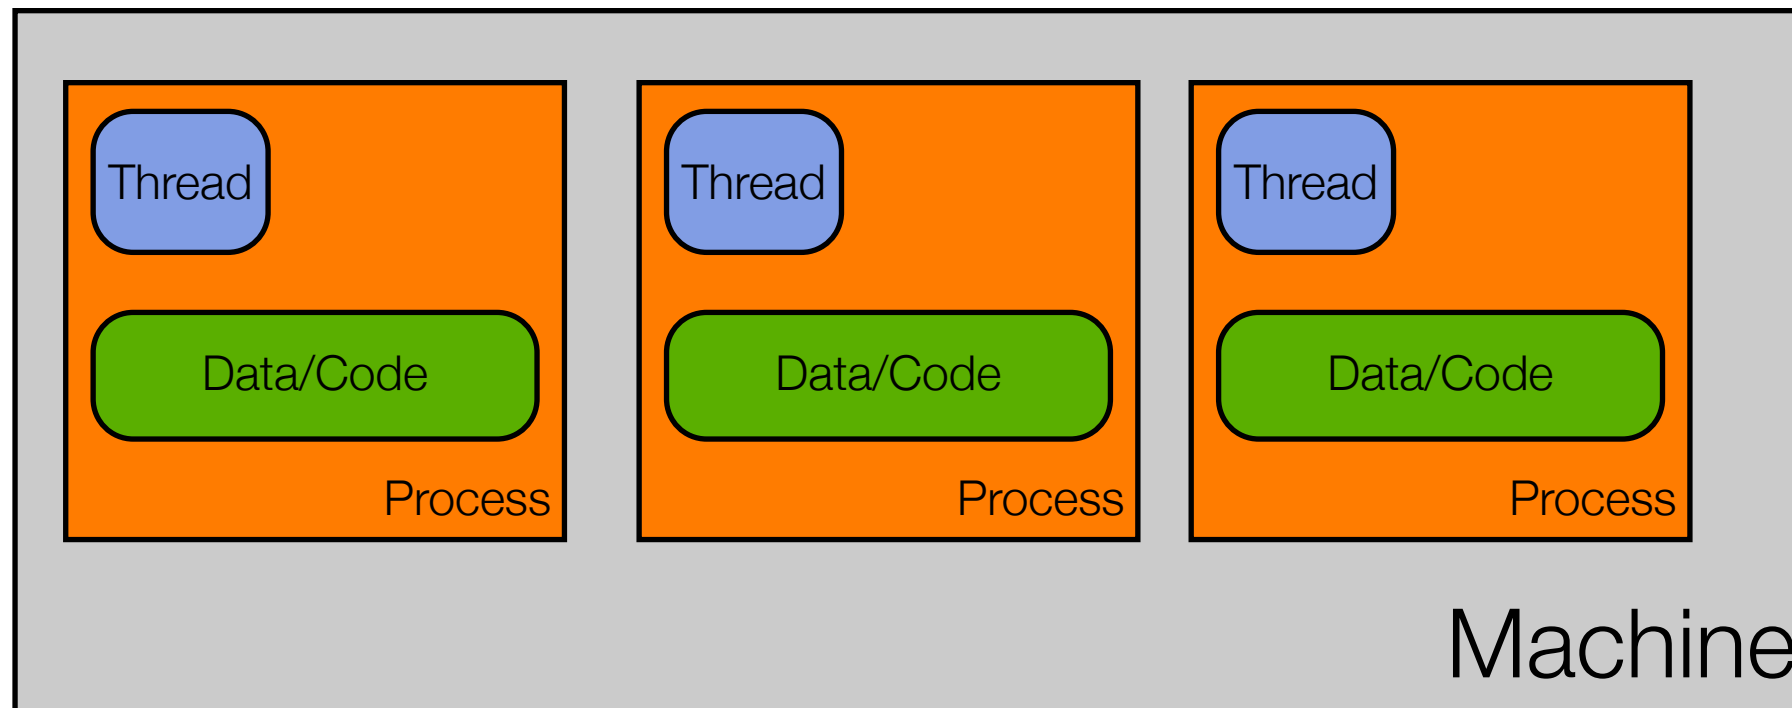 Thread
Thread
Thread
Data/Code
Data/Code
Data/Code
Process
Process
Process
Machine